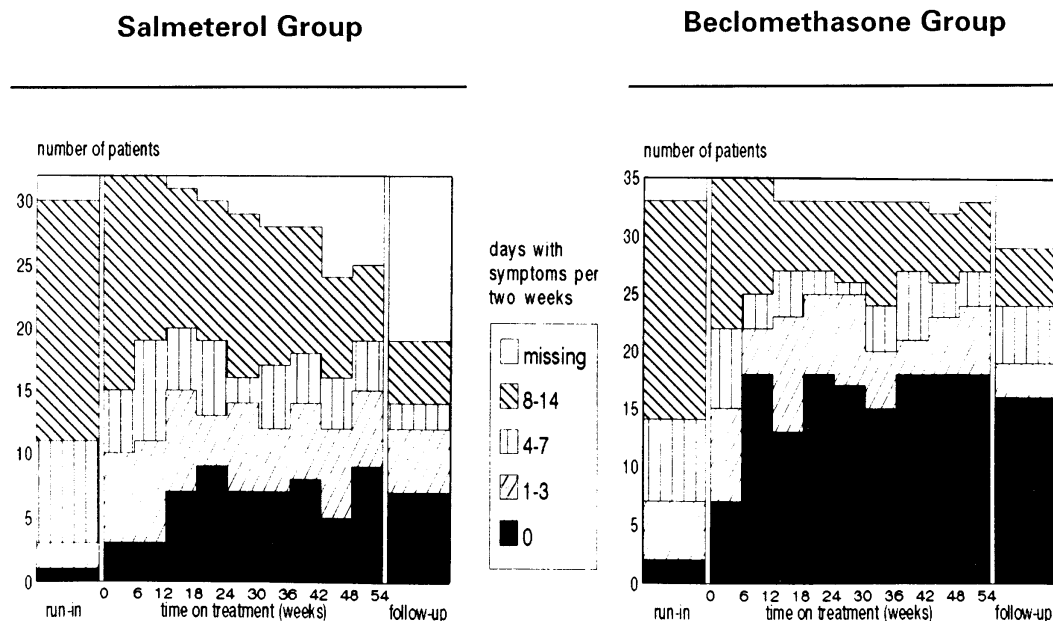 Salmeterol Group
number of patients
30
25
20
15
10
5
0
0 6 12 18 24 30 36 42 48 54
run-in time on treatment (weeks) follow-up
days with
symptoms per
two weeks
missing
8-14
4-7
1-3
0
Beclomethasone Group
number of patients
35
30
25
20
15
10
5
0
0 6 12 18 24 30 36 42 48 54
run-in time on treatment (weeks) follow-up